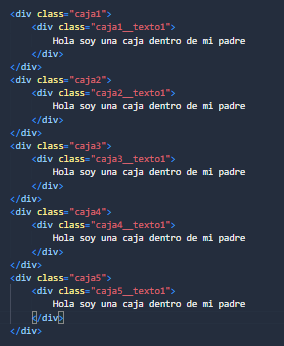 <div class="caja1">
<div class="caja1__texto1">
Hola soy una caja dentro de mi padre
</div>
</div>
<div class="caja2">
<div class="caja2__texto1">
Hola soy una caja dentro de mi padre
</div>
</div>
<div class="caja3">
<div class="caja3__texto1">
Hola soy una caja dentro de mi padre
</div>
</div>
<div class="caja4">
<div class="caja4__texto1">
Hola soy una caja dentro de mi padre
</div>
</div>
<div class="caja5">
<div class="caja5__texto1">
Hola soy una caja dentro de mi padre
</div>
</div>